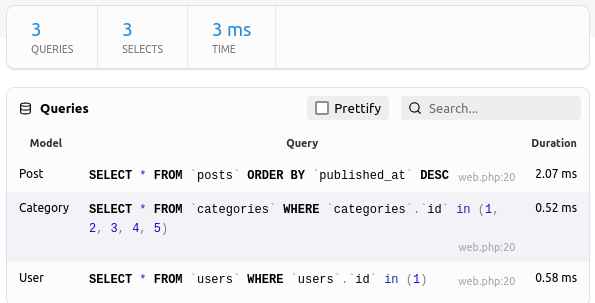 3 3 3 ms
QUERIES SELECTS TIME
Queries Prettify Search...
Model Query Duration
Post SELECT * FROM `posts` ORDER BY `published_at` DESC web.php:20 2.07 ms
Category SELECT * FROM `categories` WHERE `categories`.`id` in (1, 0.52 ms
2, 3, 4, 5)
web.php:20
User SELECT * FROM `users` WHERE `users`.`id` in (1) web.php:20 0.58 ms